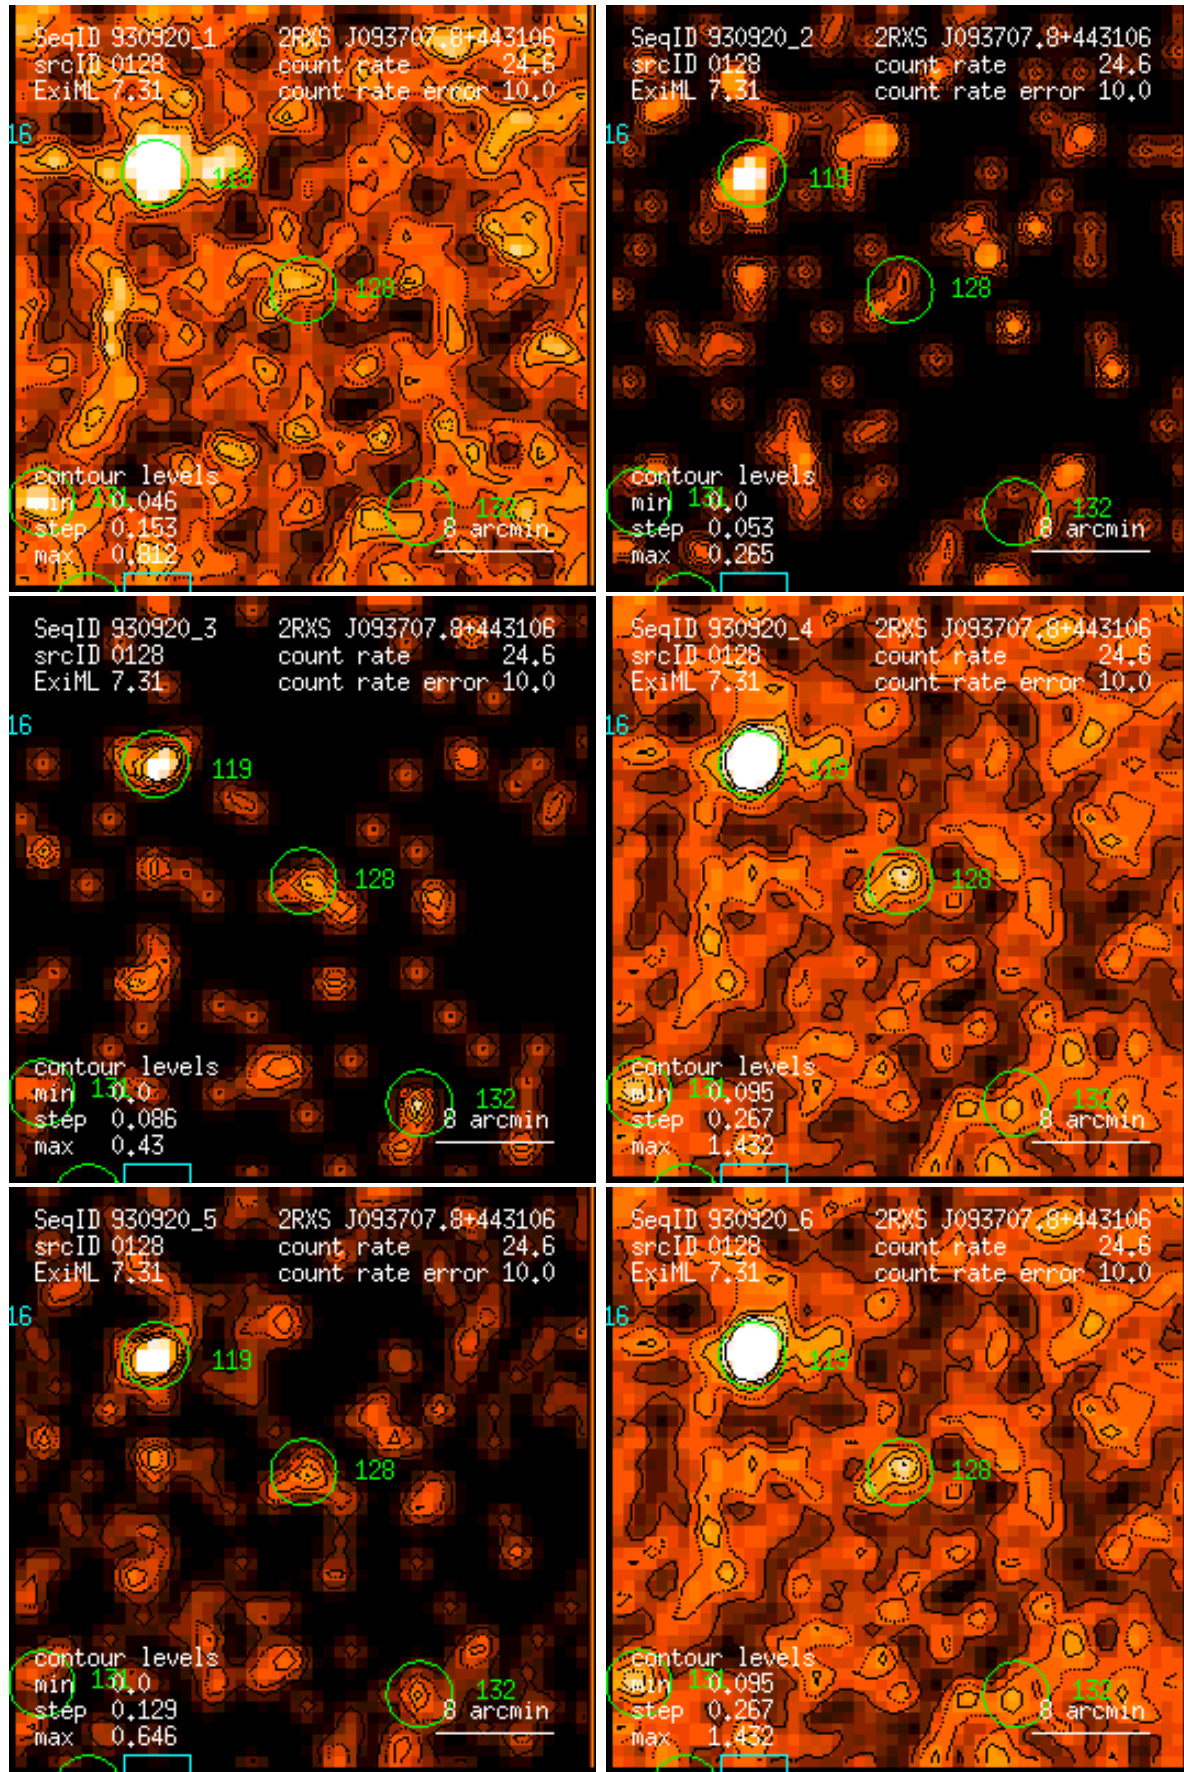 SeqID 930920_1 2RXS J093707.8+443106
srcID 0128 count rate 24.6
ExiML 7.31 count rate error 10.0
16
119
128
contour levels
min 0.046 131
step 0.153 132
max 0.812 8 arcmin
SeqID 930920_2 2RXS J093707.8+443106
srcID 0128 count rate 24.6
ExiML 7.31 count rate error 10.0
16
119
128
contour levels
min 0.0 131
step 0.053 132
max 0.265 8 arcmin
SeqID 930920_3 2RXS J093707.8+443106
srcID 0128 count rate 24.6
ExiML 7.31 count rate error 10.0
16
119
128
contour levels
min 0.0 131
step 0.086 132
max 0.43 8 arcmin
SeqID 930920_4 2RXS J093707.8+443106
srcID 0128 count rate 24.6
ExiML 7.31 count rate error 10.0
16
119
128
contour levels
min 0.095 131
step 0.267 132
max 1.432 8 arcmin
SeqID 930920_5 2RXS J093707.8+443106
srcID 0128 count rate 24.6
ExiML 7.31 count rate error 10.0
16
119
128
contour levels
min 0.0 131
step 0.129 132
max 0.646 8 arcmin
SeqID 930920_6 2RXS J093707.8+443106
srcID 0128 count rate 24.6
ExiML 7.31 count rate error 10.0
16
119
128
contour levels
min 0.095 131
step 0.267 132
max 1.432 8 arcmin